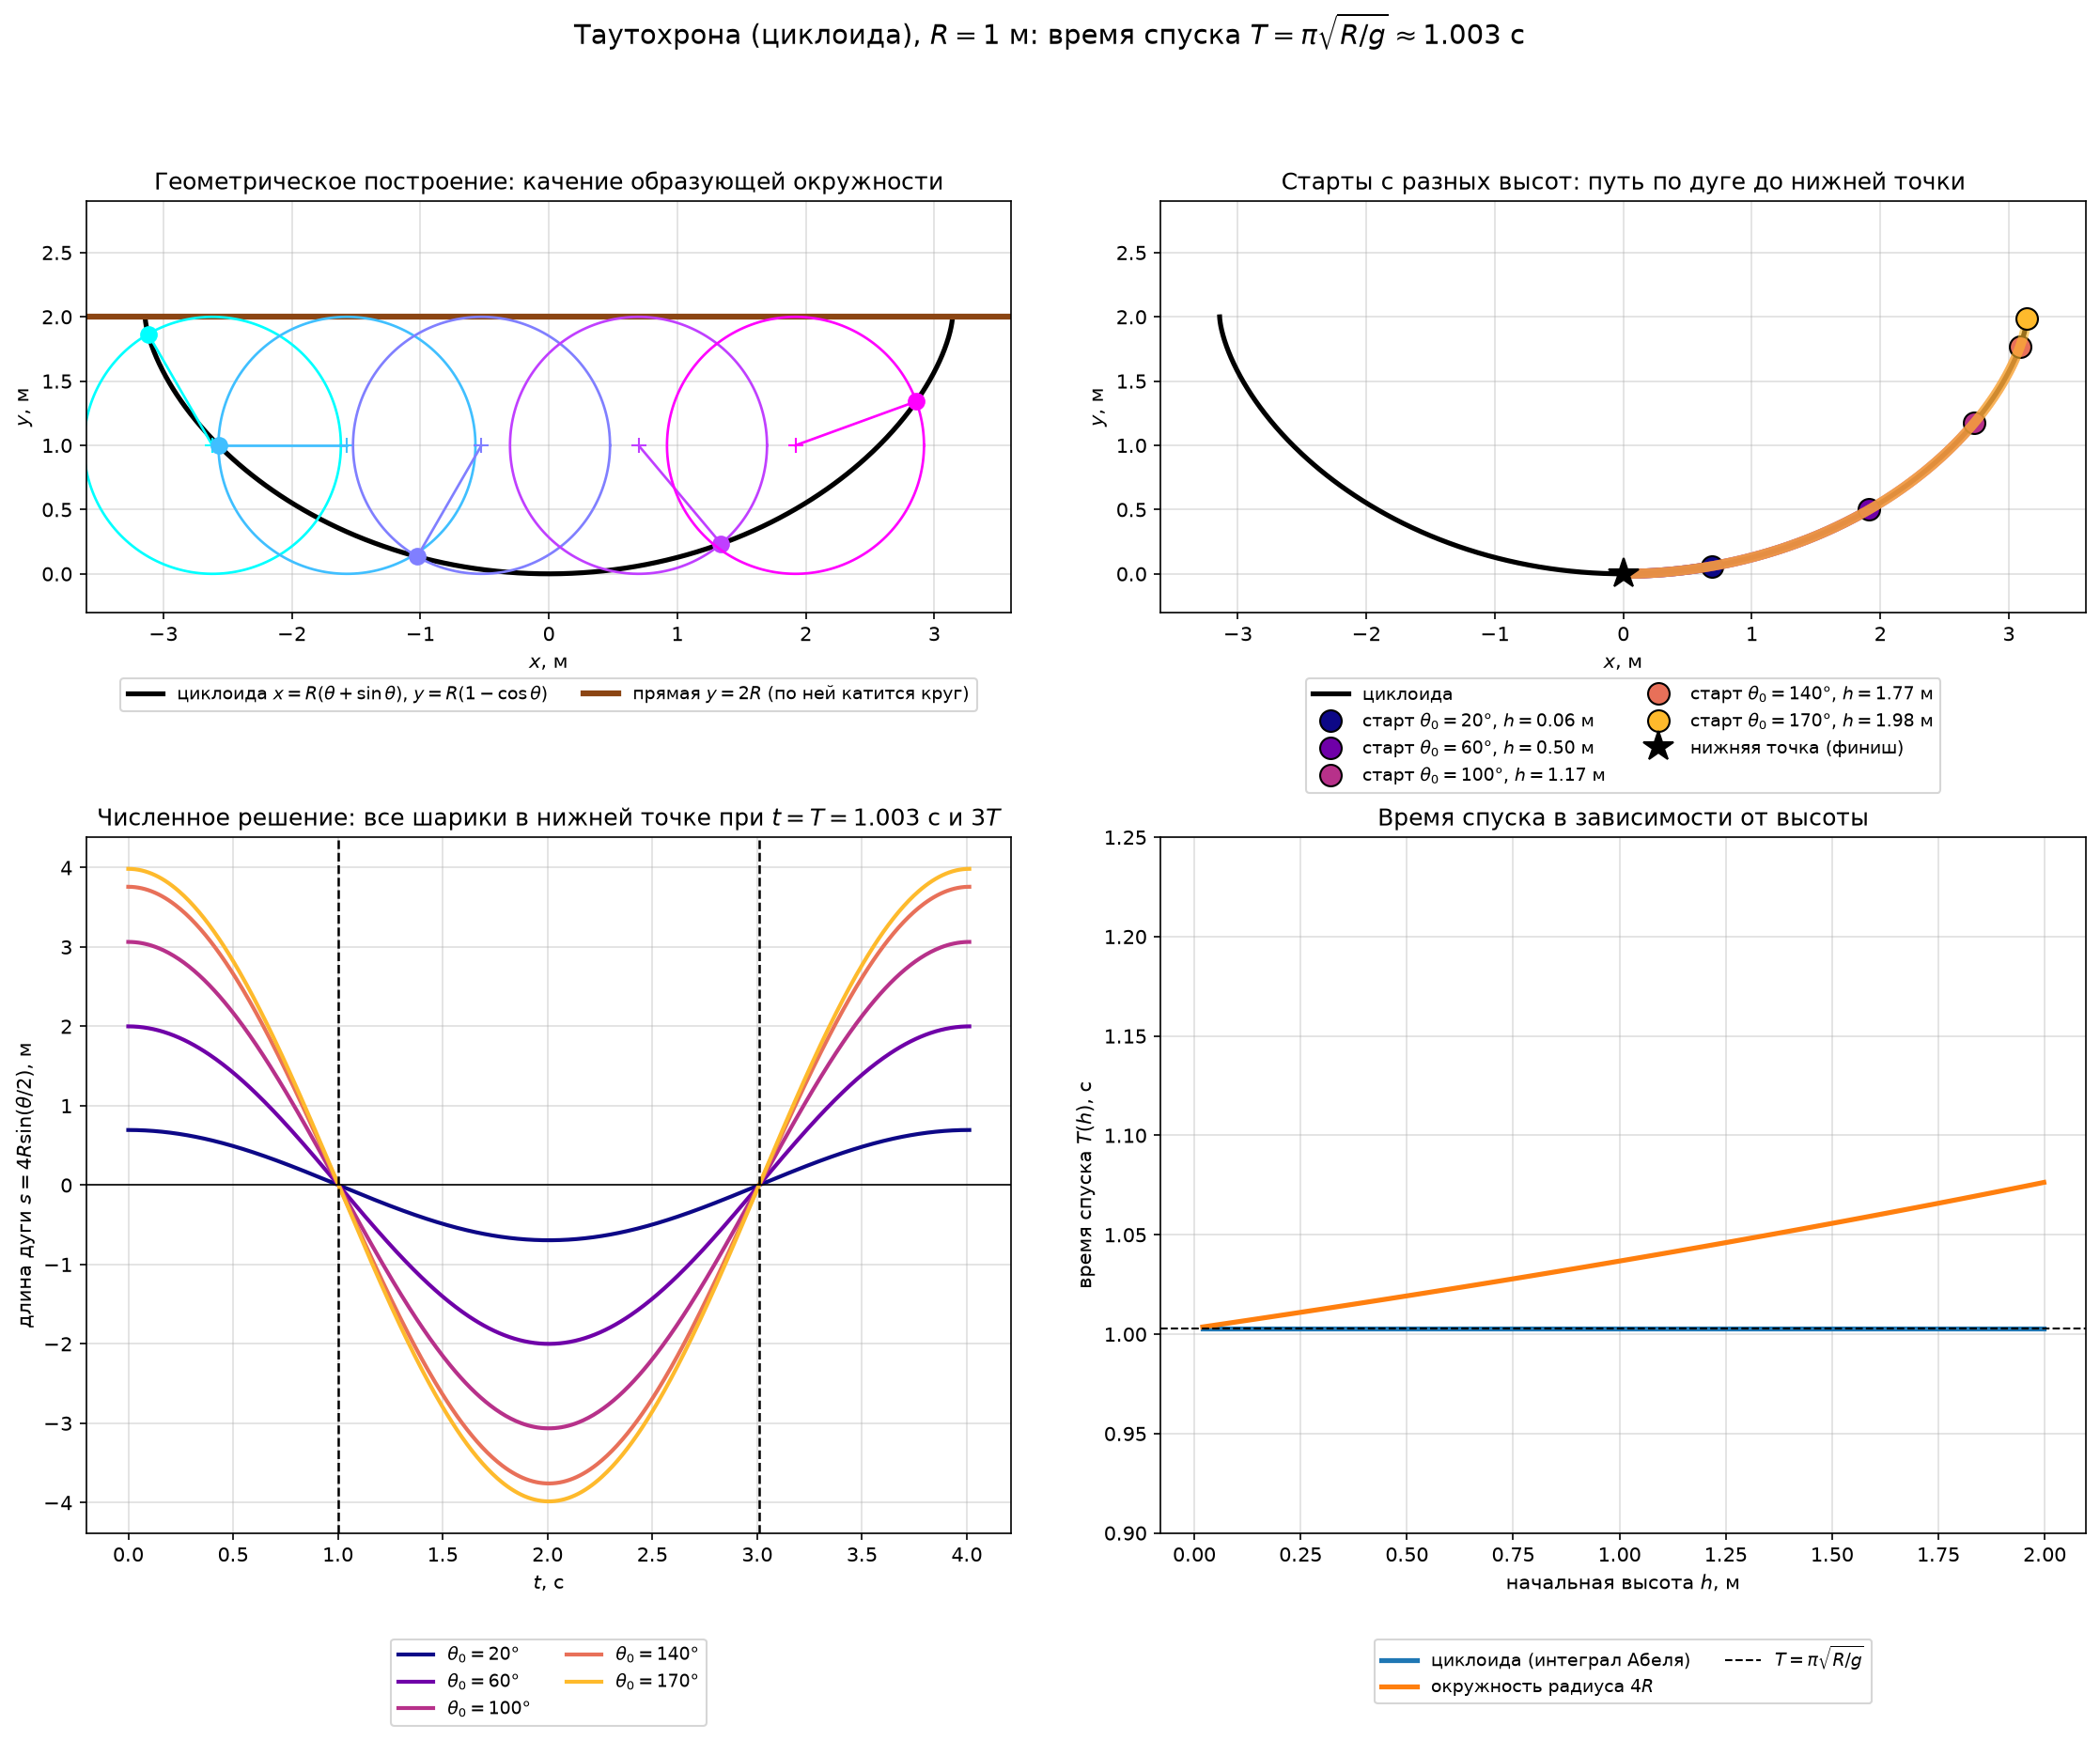 Таутохрона (циклоида), R = 1 м: время спуска T = π√R/g ≈ 1.003 с
Геометрическое построение: качение образующей окружности
2.5
2.0
1.5
1.0
0.5
0.0
y, м
−3 −2 −1 0 1 2 3
x, м
циклоида x = R(θ + sin θ), y = R(1 − cos θ) прямая y = 2R (по ней катится круг)
Старты с разных высот: путь по дуге до нижней точки
2.5
2.0
1.5
1.0
0.5
0.0
y, м
−3 −2 −1 0 1 2 3
x, м
циклоида
старт θ₀ = 20°, h = 0.06 м
старт θ₀ = 60°, h = 0.50 м
старт θ₀ = 100°, h = 1.17 м
старт θ₀ = 140°, h = 1.77 м
старт θ₀ = 170°, h = 1.98 м
нижняя точка (финиш)
Численное решение: все шарики в нижней точке при t = T = 1.003 с и 3T
4
3
2
1
0
−1
−2
−3
−4
длина дуги s = 4Rsin(θ/2), м
0.0 0.5 1.0 1.5 2.0 2.5 3.0 3.5 4.0
t, с
θ₀ = 20°
θ₀ = 60°
θ₀ = 100°
θ₀ = 140°
θ₀ = 170°
Время спуска в зависимости от высоты
1.25
1.20
1.15
1.10
1.05
1.00
0.95
0.90
время спуска T(h), с
0.00 0.25 0.50 0.75 1.00 1.25 1.50 1.75 2.00
начальная высота h, м
циклоида (интеграл Абеля)
окружность радиуса 4R
T = π√R/g